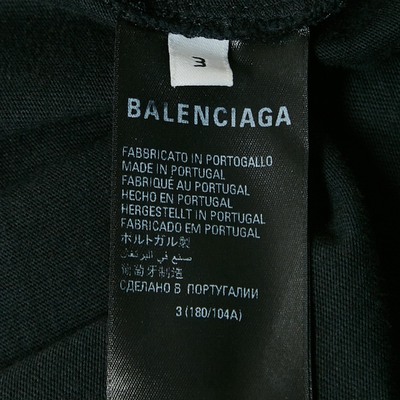 3
BALENCIAGA
FABBRICATO IN PORTOGALLO
MADE IN PORTUGAL
FABRIQUÉ AU PORTUGAL
HECHO EN PORTUGAL
HERGESTELLT IN PORTUGAL
FABRICADO EM PORTUGAL
ポルトガル製
صنع في البرتغال
葡萄牙制造
СДЕЛАНО В ПОРТУГАЛИИ
3 (180/104A)